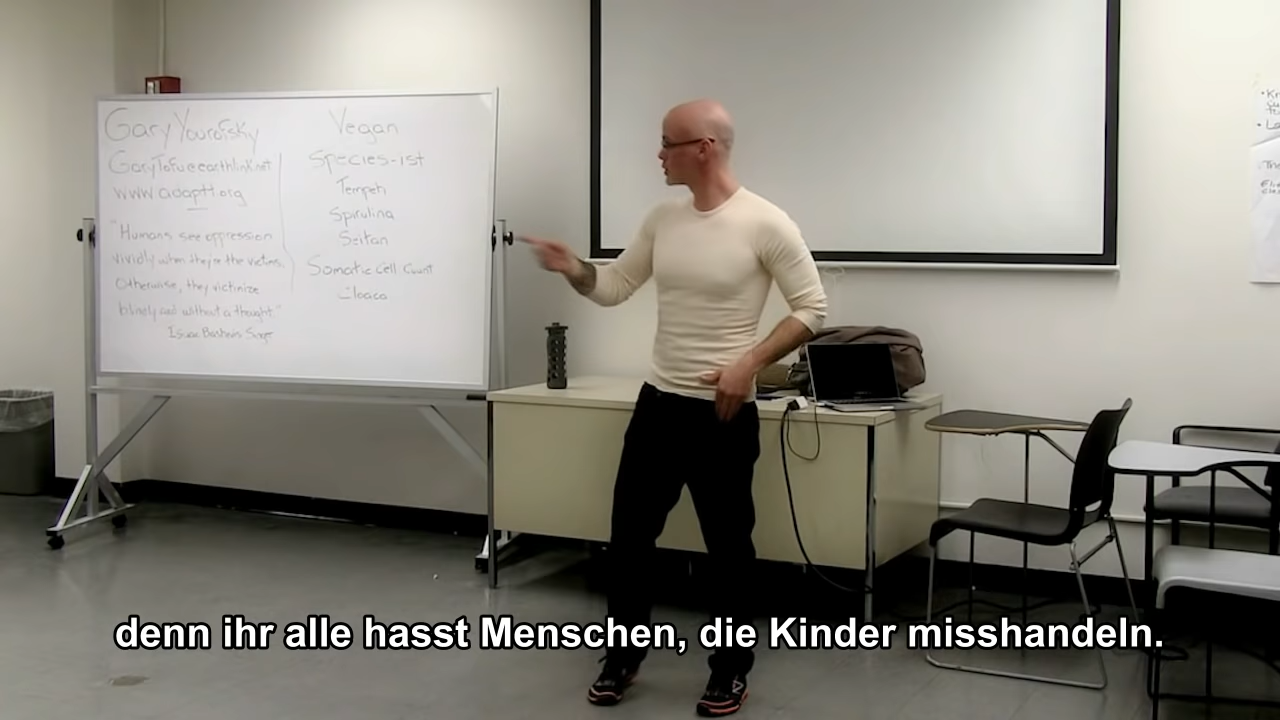 Gary Yourofsky
GaryTofu@earthlink.net
www.adaptt.org
"Humans see oppression
vividly when they're the victims.
Otherwise, they victimize
blindly and without a thought."
Isaac Bashevis
Vegan
Species-ist
Tempeh
Spirulina
Seitan
Somatic Cell Count
Cloaca
denn ihr alle hasst Menschen, die Kinder misshandeln.